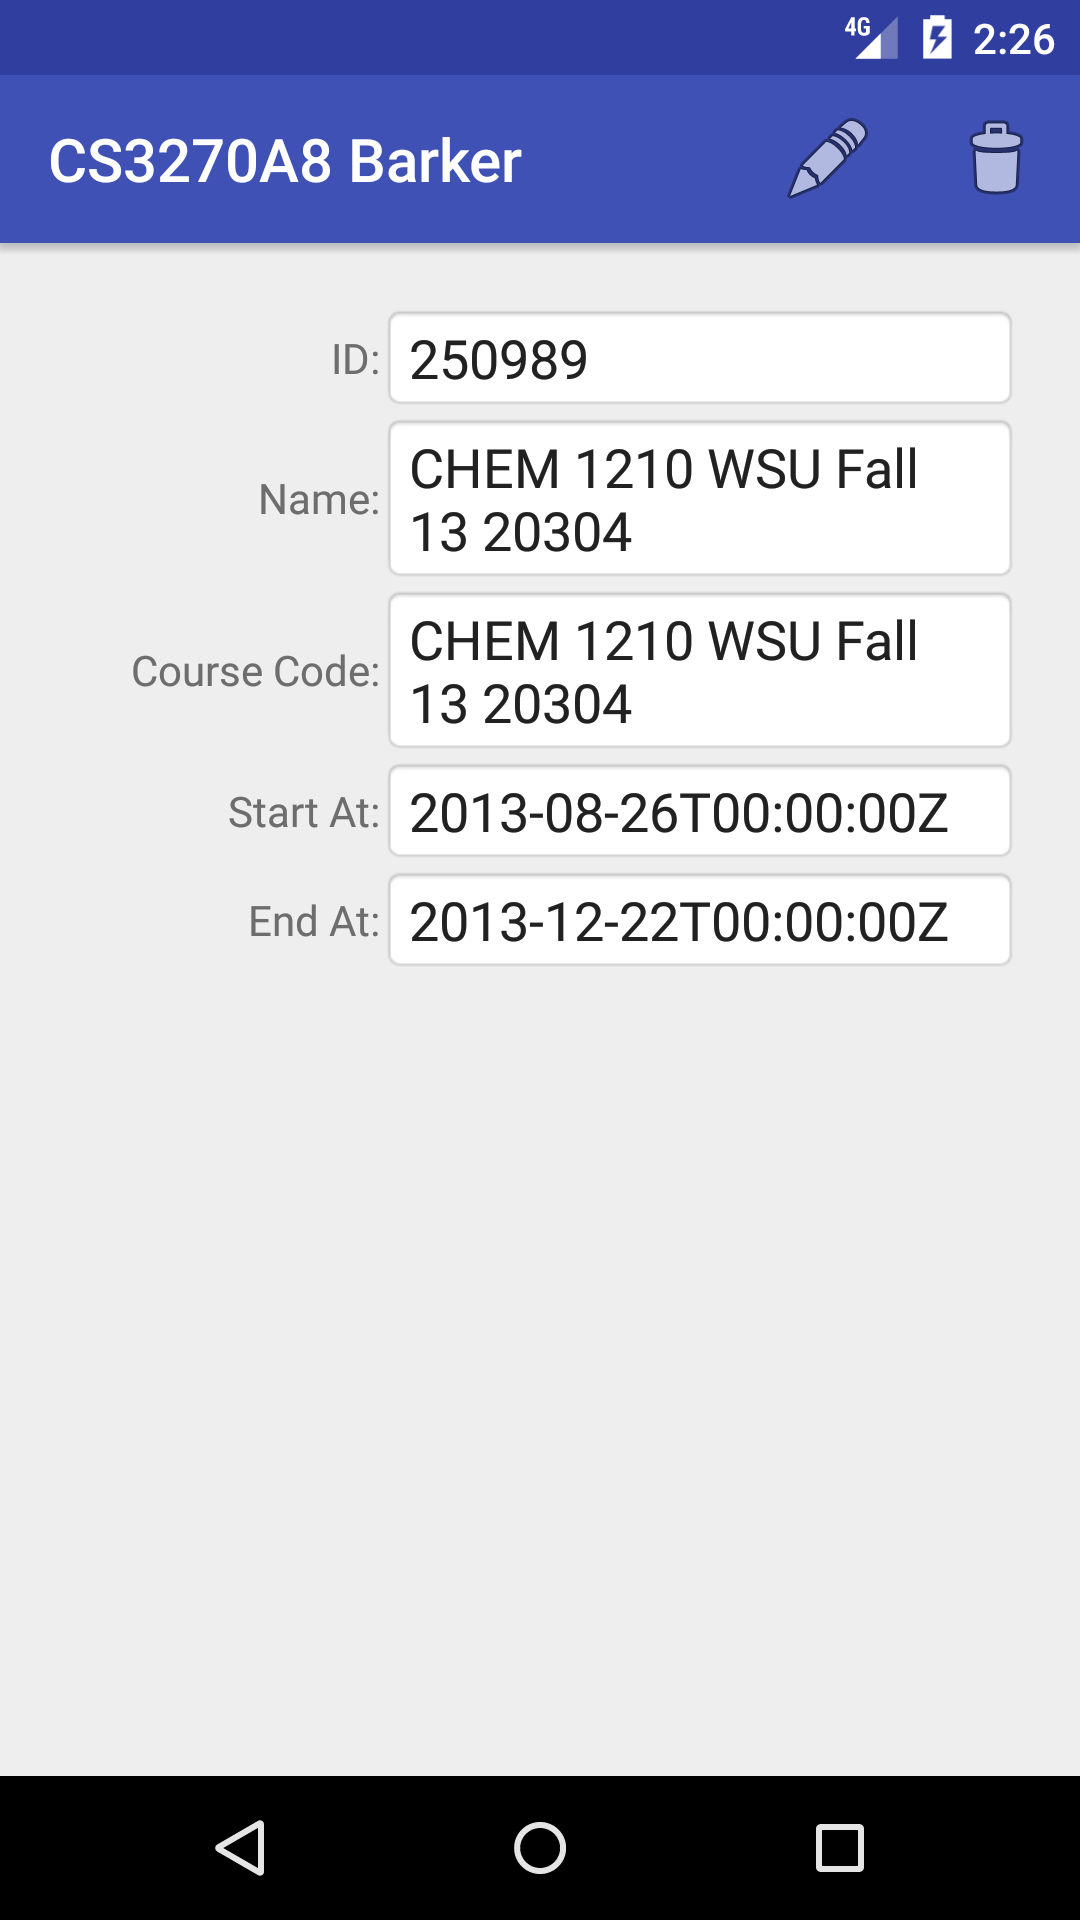 4G 2:26
CS3270A8 Barker
ID: 250989
Name: CHEM 1210 WSU Fall
13 20304
Course Code: CHEM 1210 WSU Fall
13 20304
Start At: 2013-08-26T00:00:00Z
End At: 2013-12-22T00:00:00Z